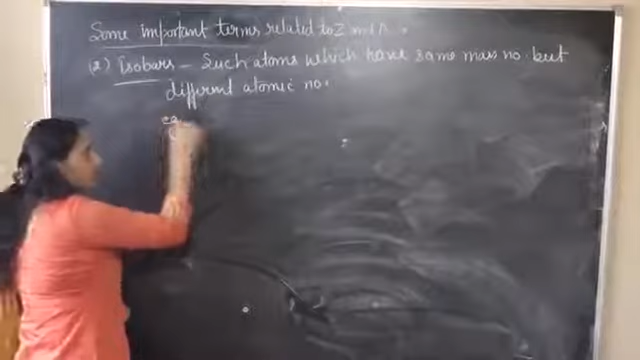 Some important terms related to Z and A.
(2) Isobars - Such atoms which have same mass no. but
different atomic no.
eg.